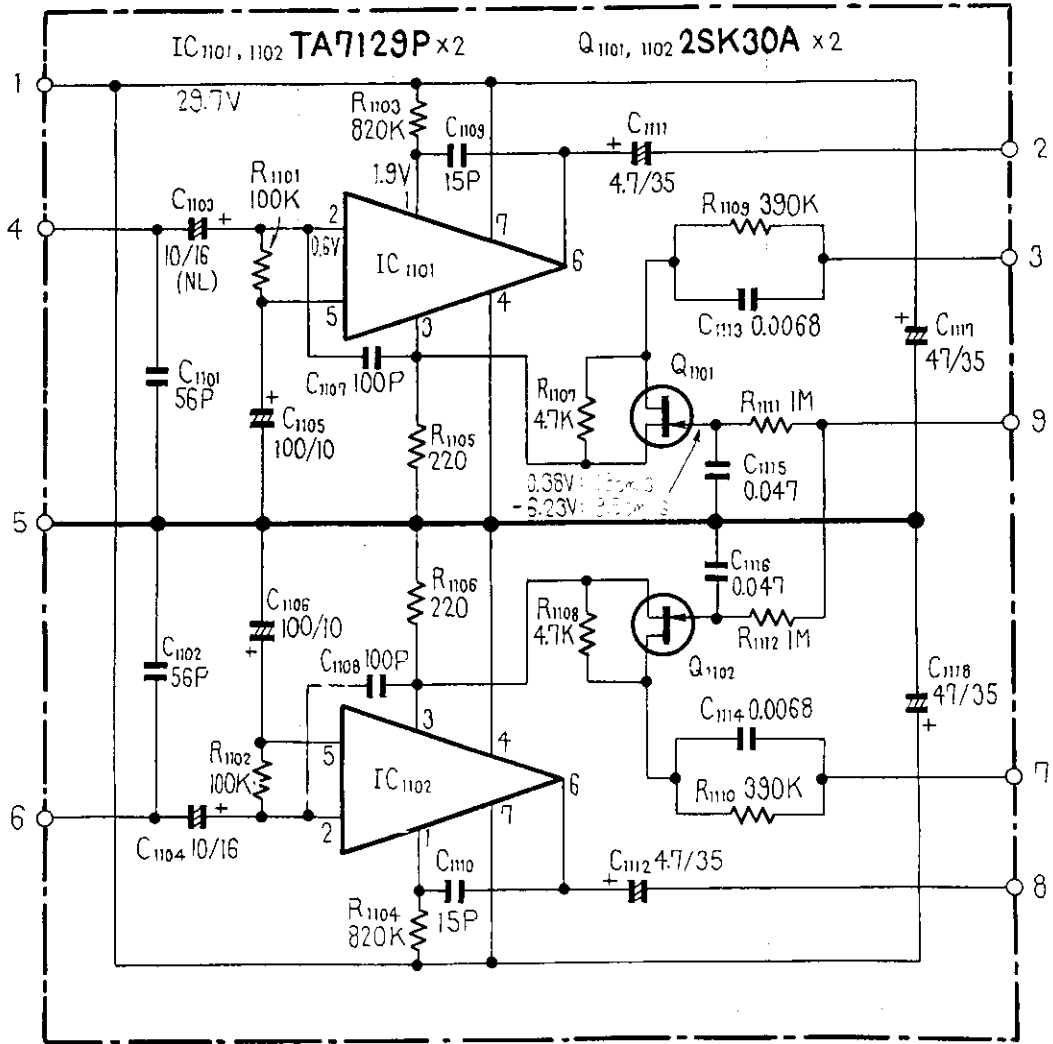 IC1101, 1102 TA7129P ×2
Q1101, 1102 2SK30A ×2
1
29.7V
R1103
820K
C1109
15P
C1111
+
4.7/35
2
1.9V
R1101
100K
1
C1103
+
10/16
(NL)
4
2
0.6V
7
IC1101
6
R1109 390K
3
5
4
3
C1113 0.0068
+
C1117
47/35
C1107
100P
Q1101
C1101
56P
+
C1105
100/10
R1107
4.7K
R1111 1M
9
R1105
220
C1115
0.047
0.38V
-6.23V
5
R1106
220
C1116
0.047
C1106
100/10
+
R1108
4.7K
R1112 1M
C1102
56P
C1108 100P
Q1102
C1118
47/35
+
3
4
C1114 0.0068
5
R1102
100K
IC1102
6
7
R1110 390K
7
6
+
2
C1104 10/16
1
C1110
15P
+
C1112 4.7/35
8
R1104
820K